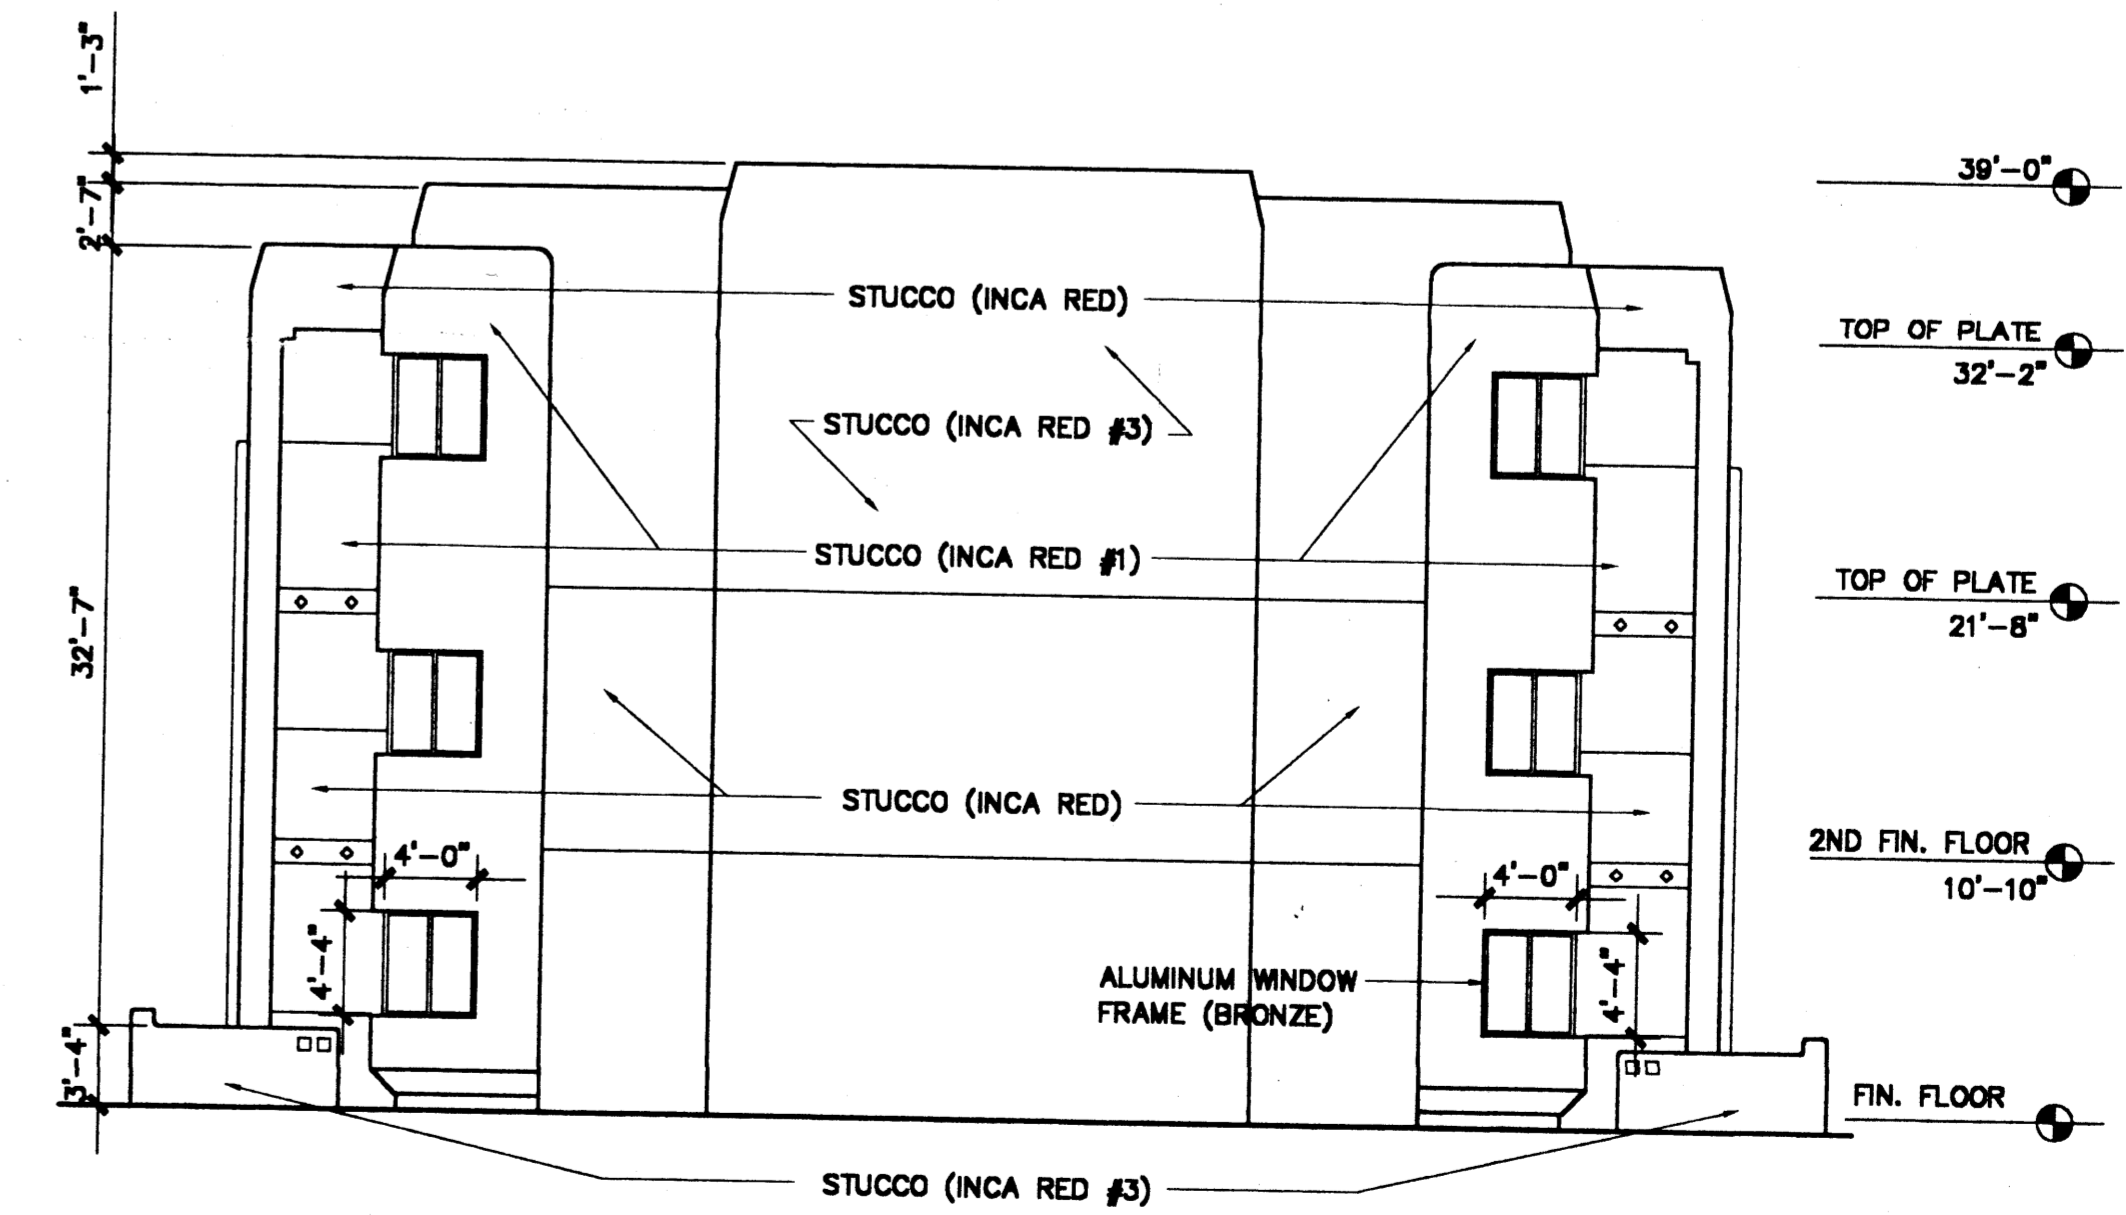 1'-3"
39'-0"
2'-7"
STUCCO (INCA RED)
TOP OF PLATE
32'-2"
STUCCO (INCA RED #3)
STUCCO (INCA RED #1)
TOP OF PLATE
21'-8"
32'-7"
STUCCO (INCA RED)
2ND FIN. FLOOR
10'-10"
4'-0"
4'-0"
4'-4"
4'-4"
ALUMINUM WINDOW
FRAME (BRONZE)
3'-4"
FIN. FLOOR
STUCCO (INCA RED #3)